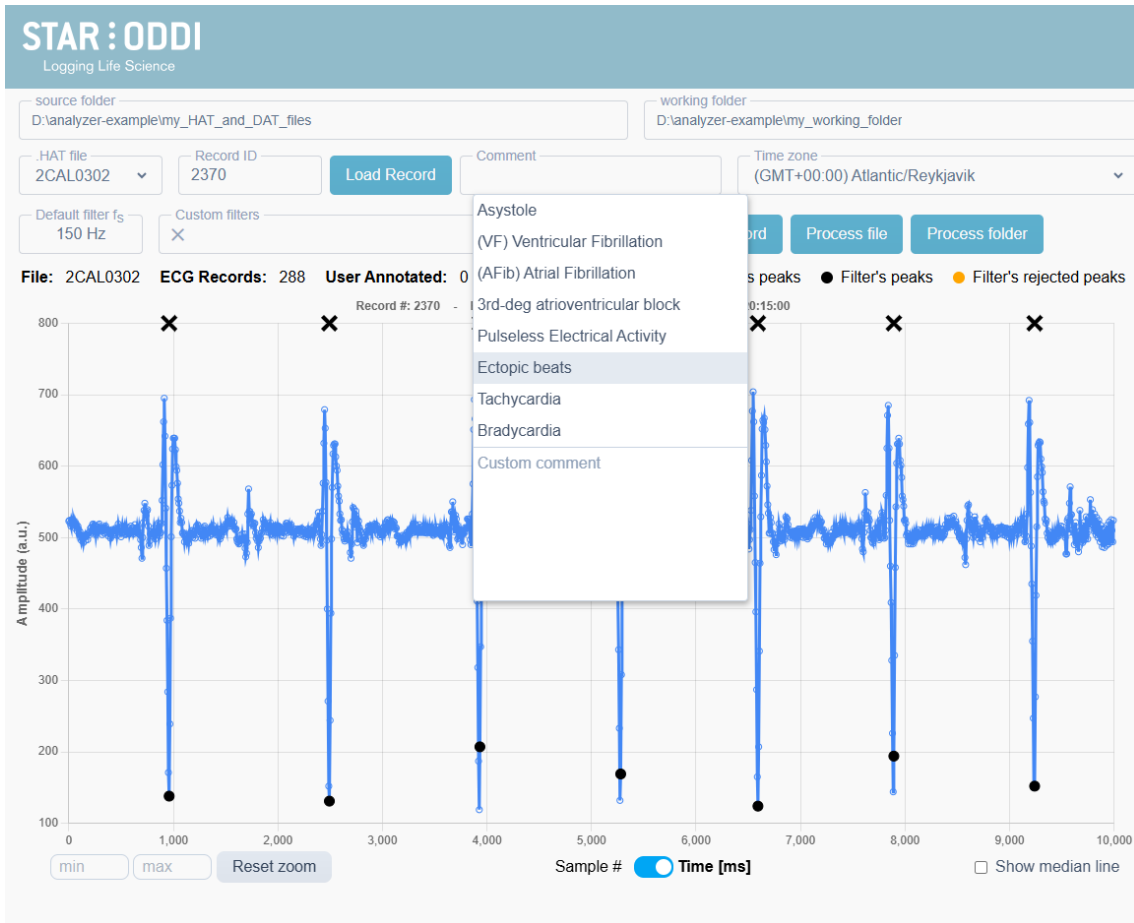 STAR ODDI
Logging Life Science
source folder
D:\analyzer-example\my_HAT_and_DAT_files
working folder
D:\analyzer-example\my_working_folder
.HAT file
2CAL0302
Record ID
2370
Load Record
Comment
Time zone
(GMT+00:00) Atlantic/Reykjavik
Default filter fs
150 Hz
Custom filters
Process file
Process folder
Asystole
(VF) Ventricular Fibrillation
(AFib) Atrial Fibrillation
3rd-deg atrioventricular block
Pulseless Electrical Activity
Ectopic beats
Tachycardia
Bradycardia
Custom comment
File: 2CAL0302 ECG Records: 288 User Annotated: 0
peaks Filter's peaks Filter's rejected peaks
Record #: 2370 -
0:15:00
Amplitude (a.u.)
800
700
600
500
400
300
200
100
0 1,000 2,000 3,000 4,000 5,000 6,000 7,000 8,000 9,000 10,000
min max Reset zoom
Sample # Time [ms]
Show median line